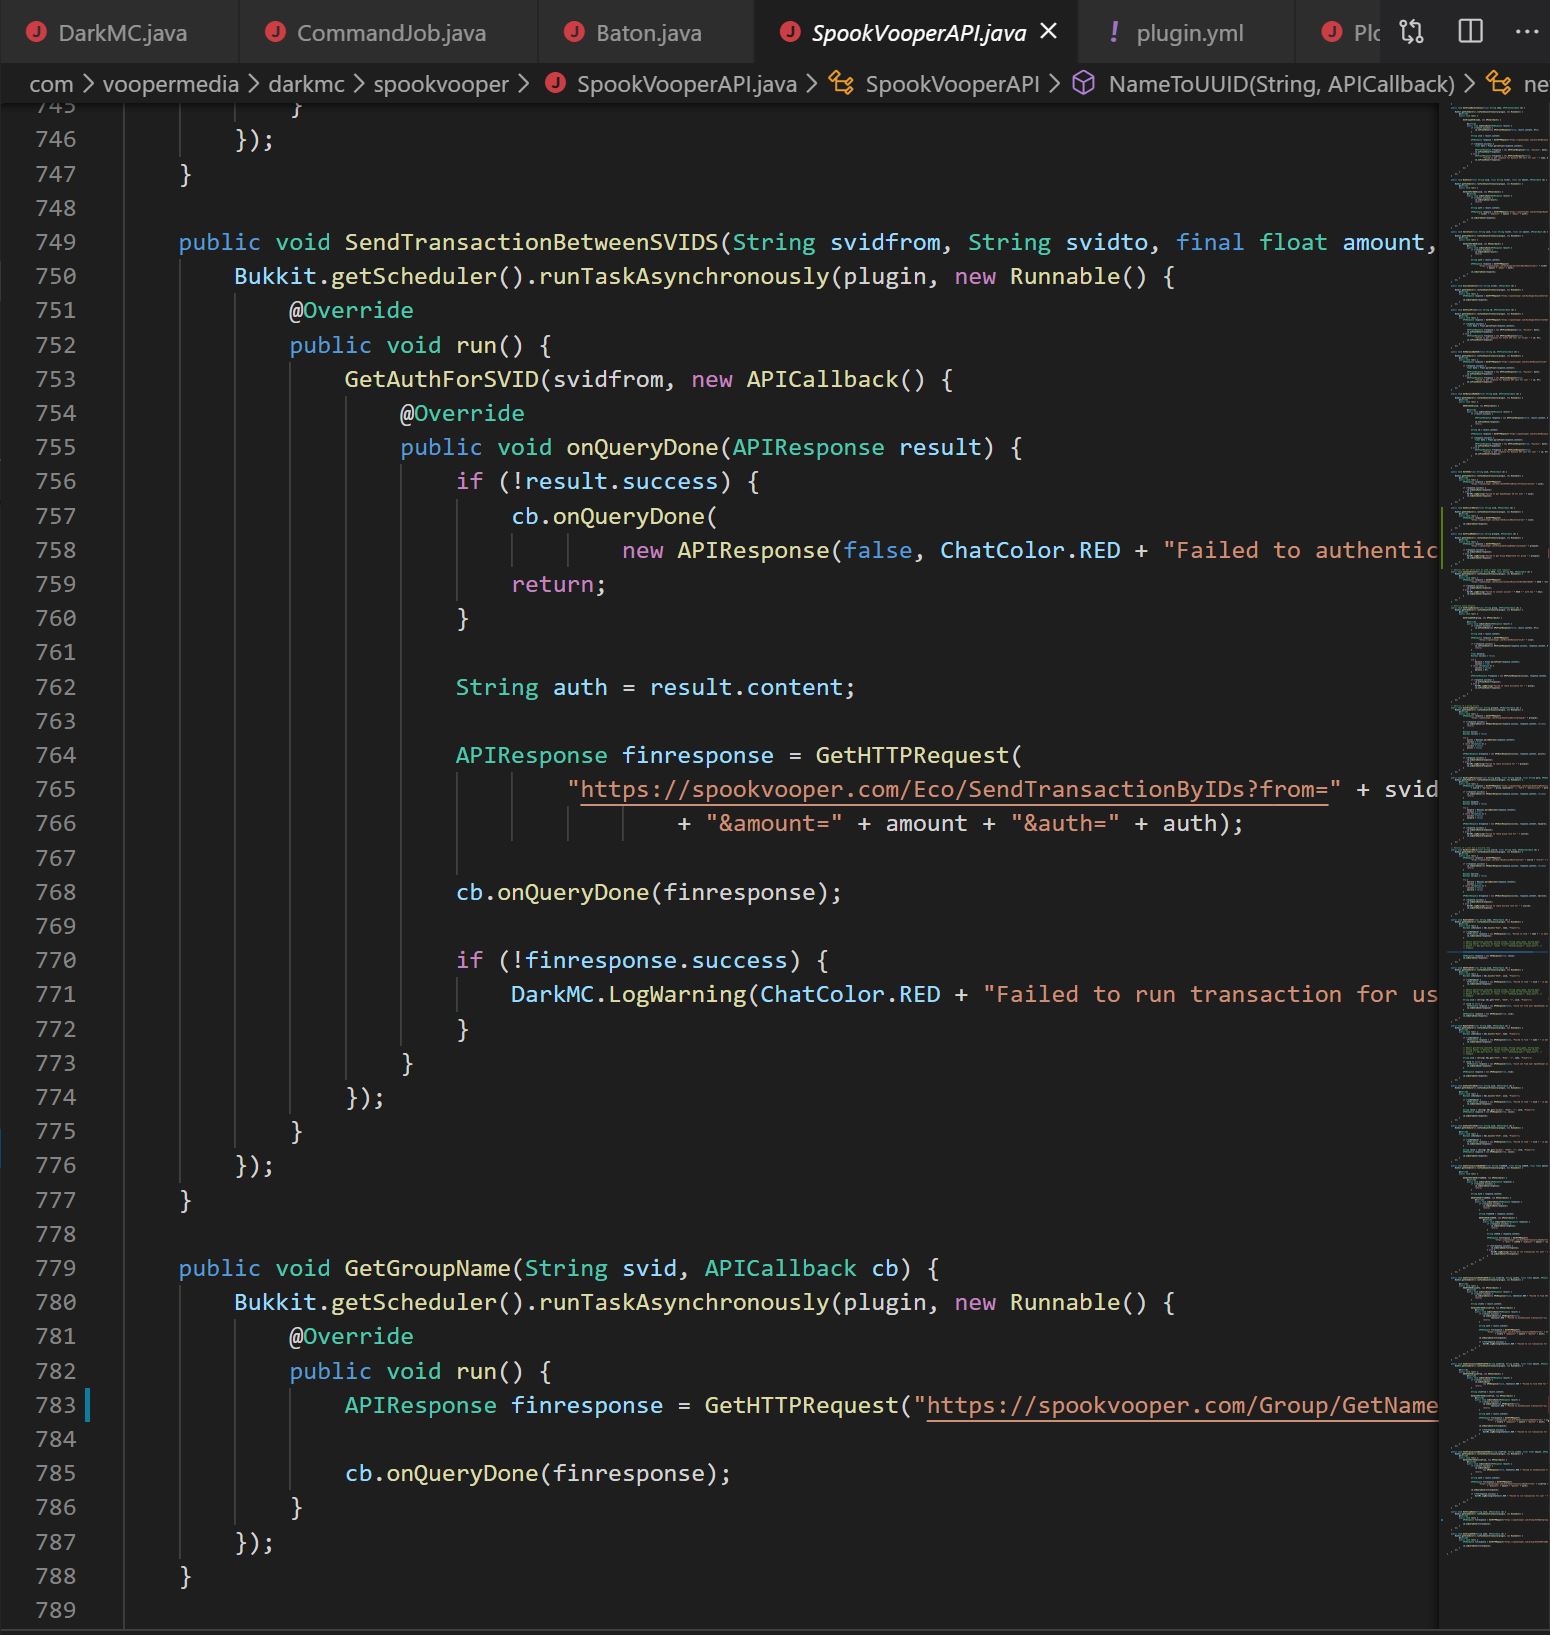 DarkMC.java CommandJob.java Baton.java SpookVooperAPI.java plugin.yml Plo
com > voopermedia > darkmc > spookvooper > SpookVooperAPI.java > SpookVooperAPI > NameToUUID(String, APICallback) > ne
745 }
746 });
747 }
748
749 public void SendTransactionBetweenSVIDS(String svidfrom, String svidto, final float amount,
750 Bukkit.getScheduler().runTaskAsynchronously(plugin, new Runnable() {
751 @Override
752 public void run() {
753 GetAuthForSVID(svidfrom, new APICallback() {
754 @Override
755 public void onQueryDone(APIResponse result) {
756 if (!result.success) {
757 cb.onQueryDone(
758 new APIResponse(false, ChatColor.RED + "Failed to authentic
759 return;
760 }
761
762 String auth = result.content;
763
764 APIResponse finresponse = GetHTTPRequest(
765 "https://spookvooper.com/Eco/SendTransactionByIDs?from=" + svid
766 + "&amount=" + amount + "&auth=" + auth);
767
768 cb.onQueryDone(finresponse);
769
770 if (!finresponse.success) {
771 DarkMC.LogWarning(ChatColor.RED + "Failed to run transaction for us
772 }
773 }
774 });
775 }
776 });
777 }
778
779 public void GetGroupName(String svid, APICallback cb) {
780 Bukkit.getScheduler().runTaskAsynchronously(plugin, new Runnable() {
781 @Override
782 public void run() {
783 APIResponse finresponse = GetHTTPRequest("https://spookvooper.com/Group/GetName
784
785 cb.onQueryDone(finresponse);
786 }
787 });
788 }
789